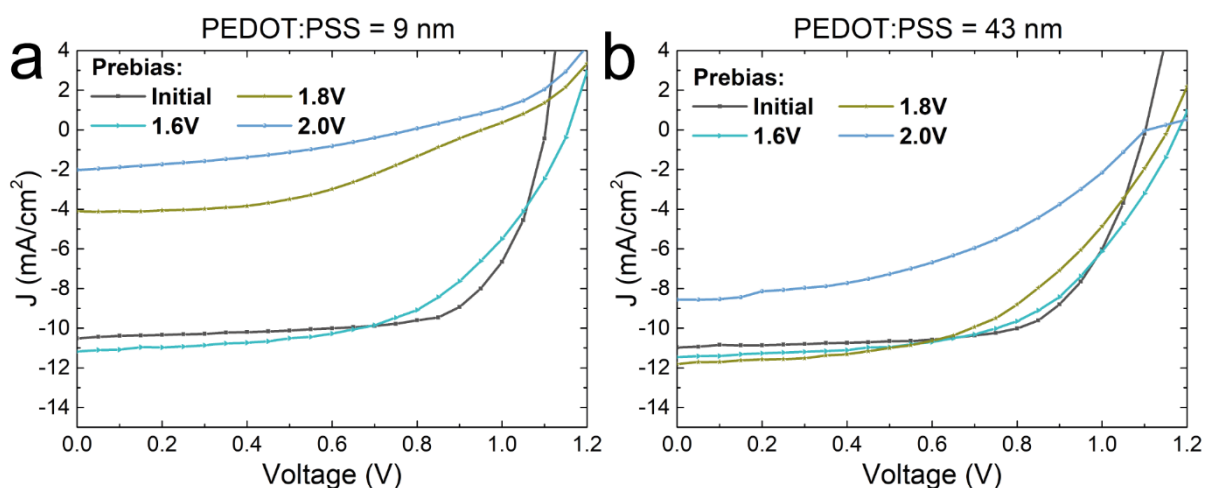 a
PEDOT:PSS = 9 nm
4
2
0
-2
-4
-6
-8
-10
-12
-14
J (mA/cm²)
Prebias:
Initial
1.8V
1.6V
2.0V
0.0 0.2 0.4 0.6 0.8 1.0 1.2
Voltage (V)
b
PEDOT:PSS = 43 nm
4
2
0
-2
-4
-6
-8
-10
-12
-14
J (mA/cm²)
Prebias:
Initial
1.8V
1.6V
2.0V
0.0 0.2 0.4 0.6 0.8 1.0 1.2
Voltage (V)